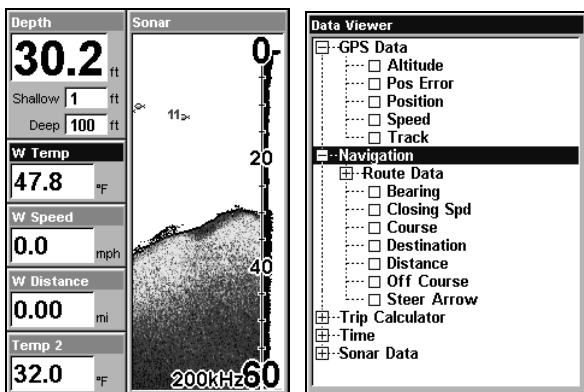 Depth
30.2 ft
Shallow 1 ft
Deep 100 ft
W Temp
47.8 °F
W Speed
0.0 mph
W Distance
0.00 mi
Temp 2
32.0 °F
Sonar
0
11
20
40
200kHz 60
Data Viewer
GPS Data
Altitude
Pos Error
Position
Speed
Track
Navigation
Route Data
Bearing
Closing Spd
Course
Destination
Distance
Off Course
Steer Arrow
Trip Calculator
Time
Sonar Data